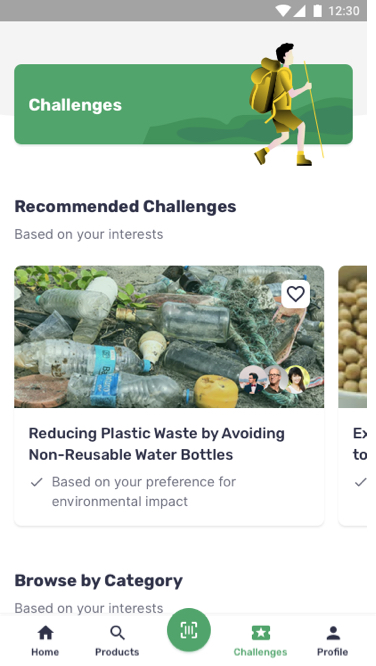 12:30
Challenges
Recommended Challenges
Based on your interests
Reducing Plastic Waste by Avoiding
Non-Reusable Water Bottles
Based on your preference for
environmental impact
Ex
to
Browse by Category
Based on your interests
Home
Products
Challenges
Profile